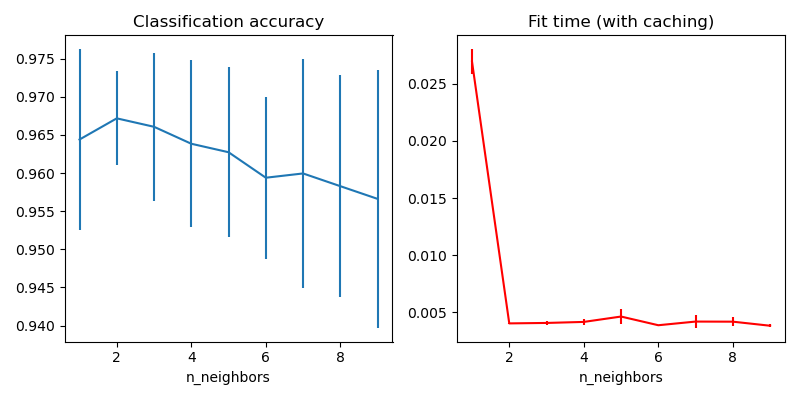 Classification accuracy
0.975
0.970
0.965
0.960
0.955
0.950
0.945
0.940
2 4 6 8
n_neighbors
Fit time (with caching)
0.025
0.020
0.015
0.010
0.005
2 4 6 8
n_neighbors